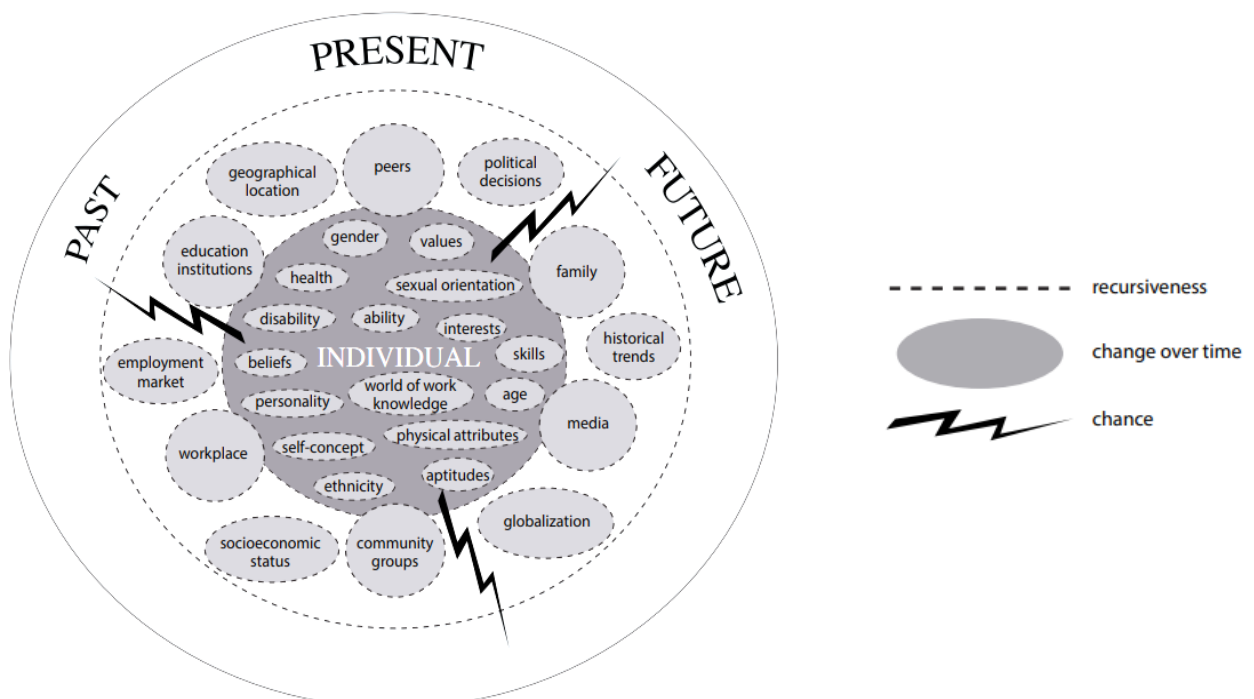 PRESENT
PAST
FUTURE
peers
political
decisions
geographical
location
education
institutions
family
gender
values
health
sexual orientation
disability
ability
interests
historical
trends
employment
market
beliefs
INDIVIDUAL
skills
personality
world of work
knowledge
age
media
workplace
self-concept
physical attributes
ethnicity
aptitudes
globalization
socioeconomic
status
community
groups
recursiveness
change over time
chance